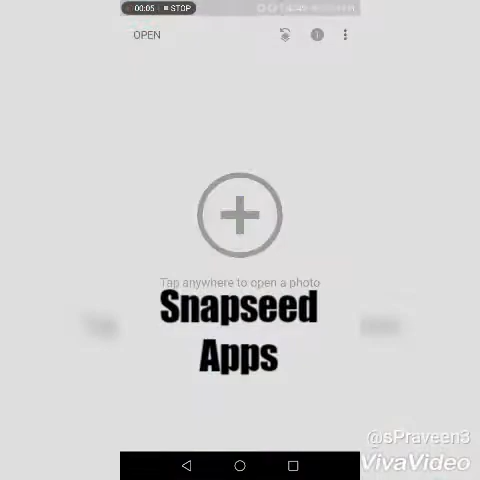 00:05 STOP
OPEN
Tap anywhere to open a photo
Snapseed
Apps
@sPraveen3
VivaVideo